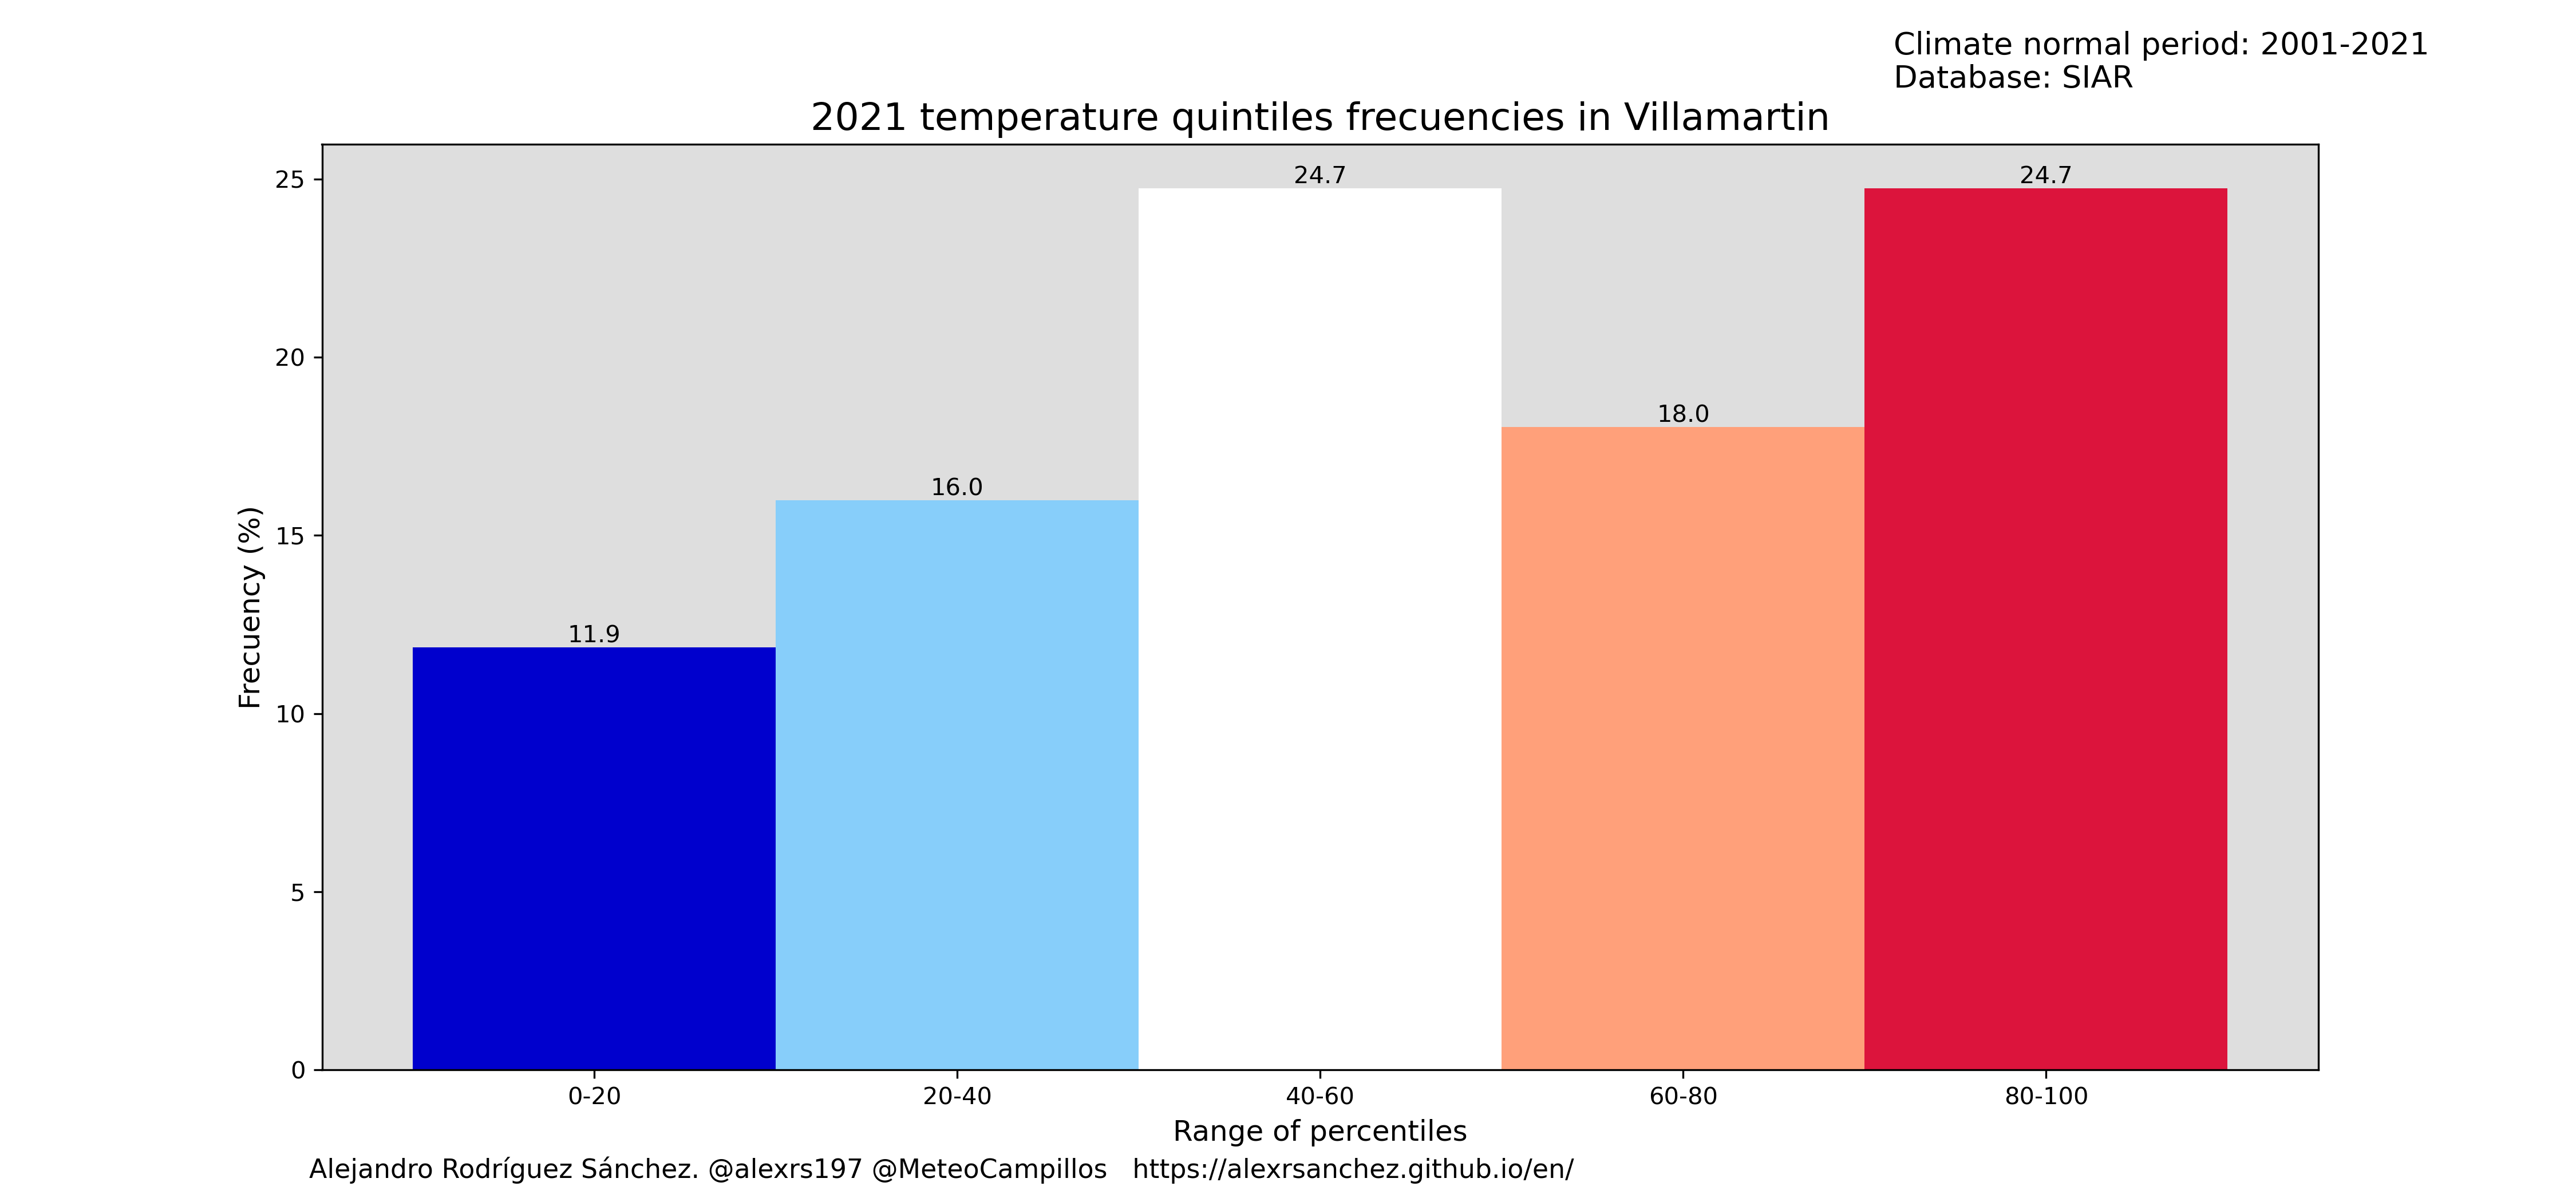 Climate normal period: 2001-2021
Database: SIAR
2021 temperature quintiles frecuencies in Villamartin
25
20
15
10
5
0
Frecuency (%)
11.9
16.0
24.7
18.0
24.7
0-20
20-40
40-60
60-80
80-100
Range of percentiles
Alejandro Rodríguez Sánchez. @alexrs197 @MeteoCampillos https://alexrsanchez.github.io/en/